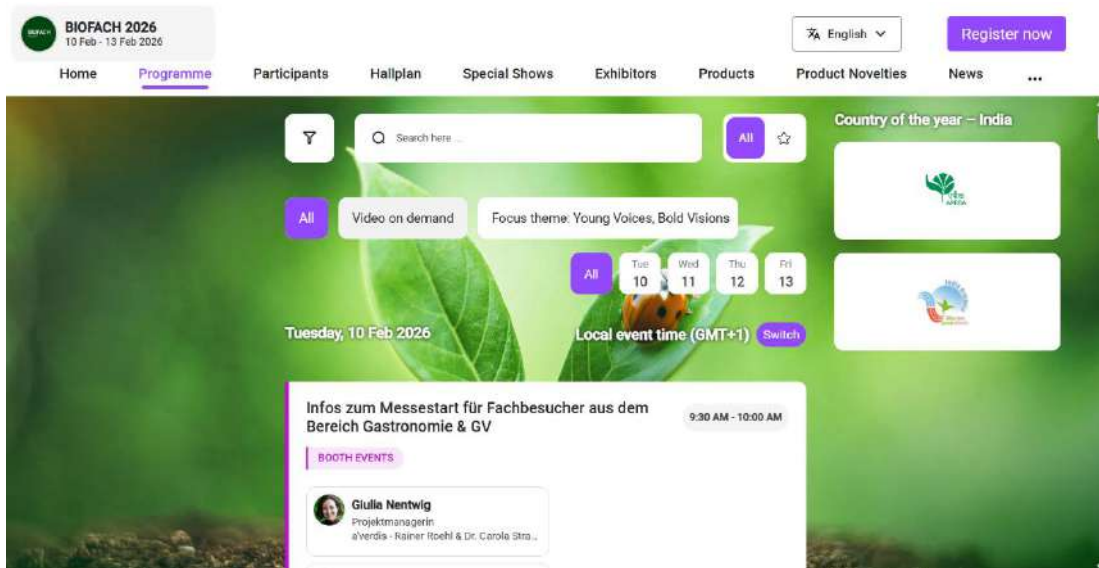 BIOFACH 2026
10 Feb - 13 Feb 2026
English
Register now
Home Programme Participants Hallplan Special Shows Exhibitors Products Product Novelties News ...
Search here ...
All
Country of the year – India
APEDA
All Video on demand Focus theme: Young Voices, Bold Visions
All Tue 10 Wed 11 Thu 12 Fri 13
Tuesday, 10 Feb 2026
Local event time (GMT+1) Switch
Infos zum Messestart für Fachbesucher aus dem
Bereich Gastronomie & GV
9:30 AM - 10:00 AM
BOOTH EVENTS
Giulia Nentwig
Projektmanagerin
a'verdis - Rainer Roehl & Dr. Carola Stra...